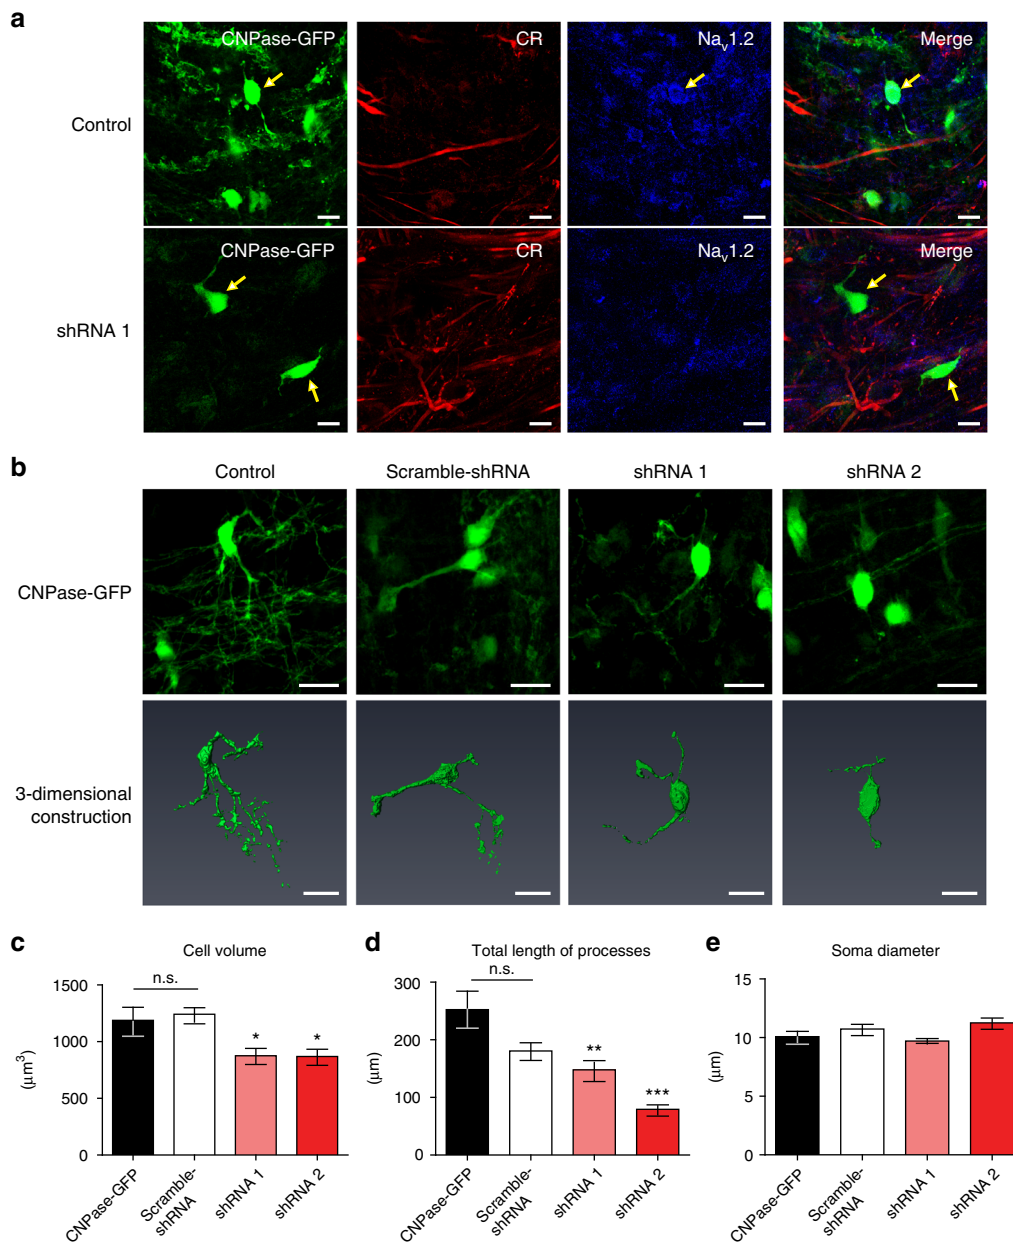 a
CNPase-GFP CR Naᵥ1.2 Merge
Control
CNPase-GFP CR Naᵥ1.2 Merge
shRNA 1
b
Control Scramble-shRNA shRNA 1 shRNA 2
CNPase-GFP
3-dimensional
construction
c
Cell volume
n.s.
1500
1000
500
0
(μm³)
* *
CNPase-GFP
Scramble-
shRNA
shRNA 1
shRNA 2
d
Total length of processes
n.s.
300
200
100
0
(μm)
**
***
CNPase-GFP
Scramble-
shRNA
shRNA 1
shRNA 2
e
Soma diameter
15
10
5
0
(μm)
CNPase-GFP
Scramble-
shRNA
shRNA 1
shRNA 2